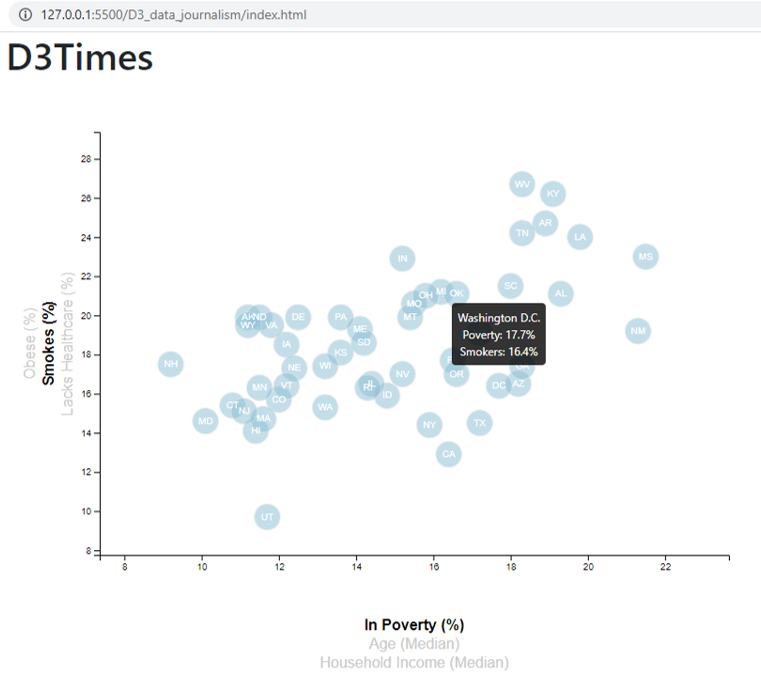 127.0.0.1:5500/D3_data_journalism/index.html
D3Times
28
26
24
22
20
18
16
14
12
10
8
Obese (%)
Smokes (%)
Lacks Healthcare (%)
WV
KY
AR
TN
LA
MS
IN
SC
AL
NM
OH
MI
OK
MO
MT
AK
ND
WY
VA
DE
PA
ME
SD
IA
KS
NH
NE
WI
NV
OR
MN
VT
RI
IL
ID
DC
AZ
CO
WA
CT
NJ
MA
HI
MD
NY
TX
CA
UT
Washington D.C.
Poverty: 17.7%
Smokers: 16.4%
8
10
12
14
16
18
20
22
In Poverty (%)
Age (Median)
Household Income (Median)